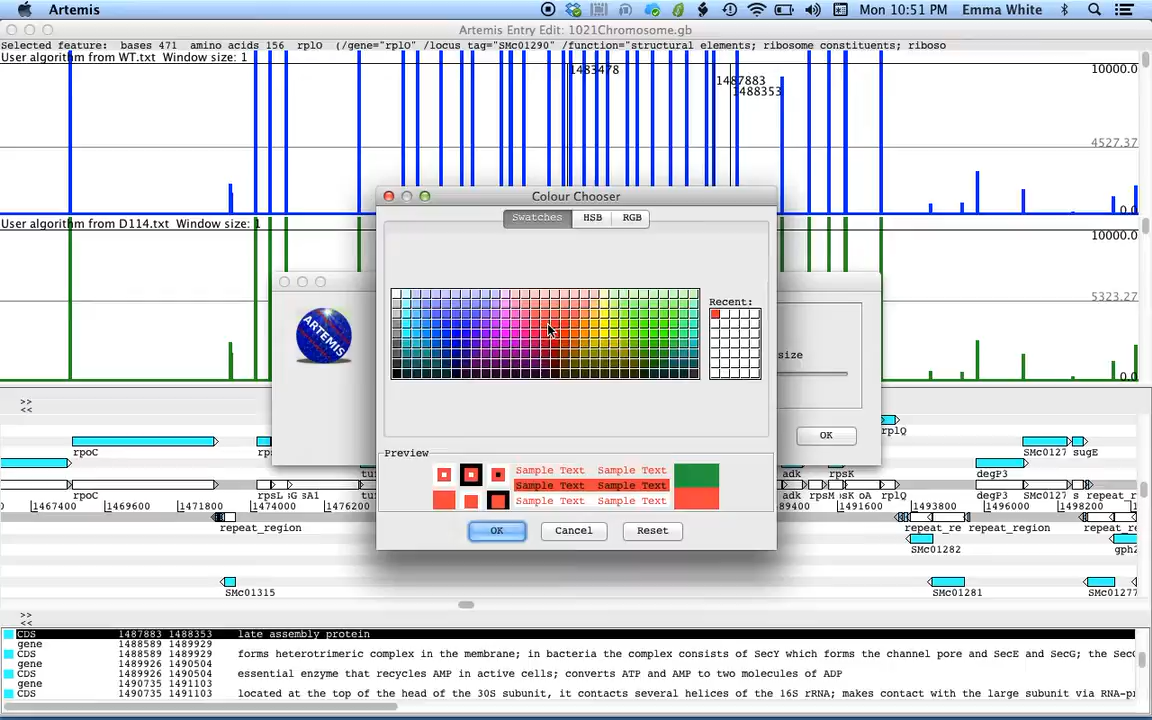 Artemis
Mon 10:51 PM Emma White
Artemis Entry Edit: 1021Chromosome.gb
Selected feature: bases 471 amino acids 156 rplO (/gene="rplO" /locus tag="SMc01290" /function="structural elements; ribosome constituents; riboso
User algorithm from WT.txt Window size: 1
10000.0
1483478
1487883
1488353
4527.37
0.0
User algorithm from D114.txt Window size: 1
10000.0
5323.27
0.0
Colour Chooser
Swatches HSB RGB
Recent:
ARTEMIS
size
OK
Preview
Sample Text Sample Text
Sample Text Sample Text
Sample Text Sample Text
OK Cancel Reset
>>
<<
rplQ
rpoC
SMc0127 sugE
rpsK
degP3
rpoC
adk rpsM
rplQ
degP3
SMc0127
1467400 1469600 1471800 1474000 1476200
1491600 1493800 1496000 1498200
repeat_region
repeat_re repeat_region
SMc01282
gph2
SMc01315
SMc01281
SMc01277
>>
<<
CDS 1487883 1488353 late assembly protein
gene 1488589 1489929
CDS 1488589 1489929 forms heterotrimeric complex in the membrane; in bacteria the complex consists of SecY which forms the channel pore and SecE and SecG; the SecG
gene 1489926 1490504
CDS 1489926 1490504 essential enzyme that recycles AMP in active cells; converts ATP and AMP to two molecules of ADP
gene 1490735 1491103
CDS 1490735 1491103 located at the top of the head of the 30S subunit, it contacts several helices of the 16S rRNA; makes contact with the large subunit via RNA-pr